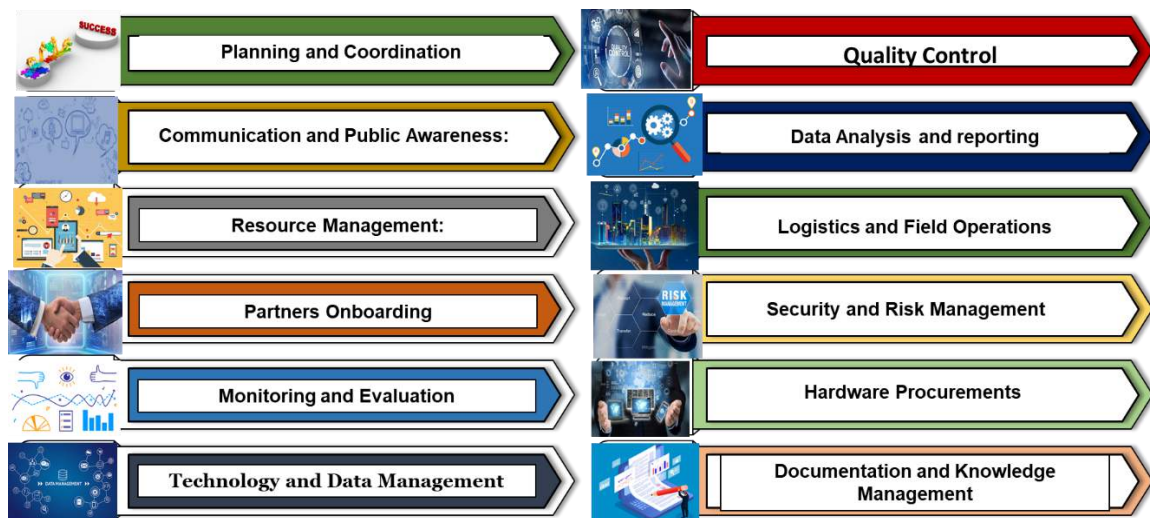 SUCCESS
Planning and Coordination
Communication and Public Awareness:
Resource Management:
Partners Onboarding
Monitoring and Evaluation
DATA MANAGEMENT
Technology and Data Management
QUALITY
CONTROL
Quality Control
Data Analysis and reporting
Logistics and Field Operations
RISK
MANAGEMENT
Security and Risk Management
Hardware Procurements
Documentation and Knowledge
Management